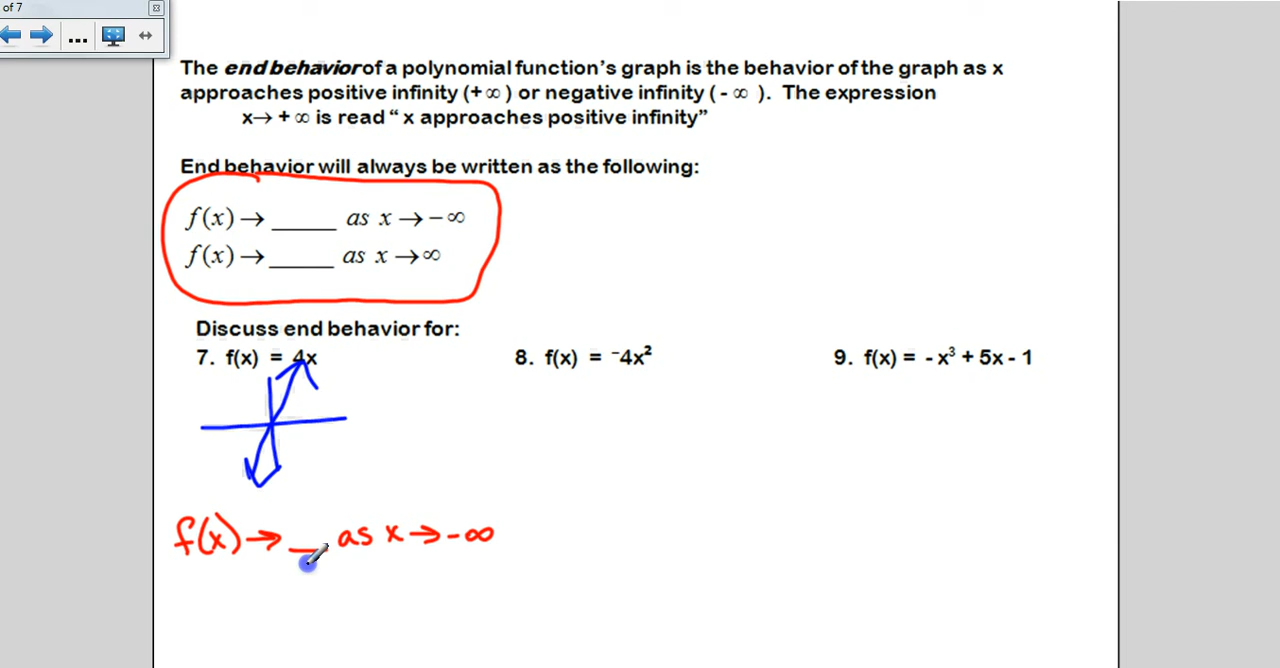 of 7
...
The end behavior of a polynomial function's graph is the behavior of the graph as x
approaches positive infinity (+ ∞ ) or negative infinity ( - ∞ ). The expression
x→ + ∞ is read “ x approaches positive infinity”
End behavior will always be written as the following:
f(x) → _____ as x → − ∞
f(x) → _____ as x → ∞
Discuss end behavior for:
7. f(x) = 4x 8. f(x) = ⁻4x² 9. f(x) = - x³ + 5x - 1
f(x) → __ as x → -∞